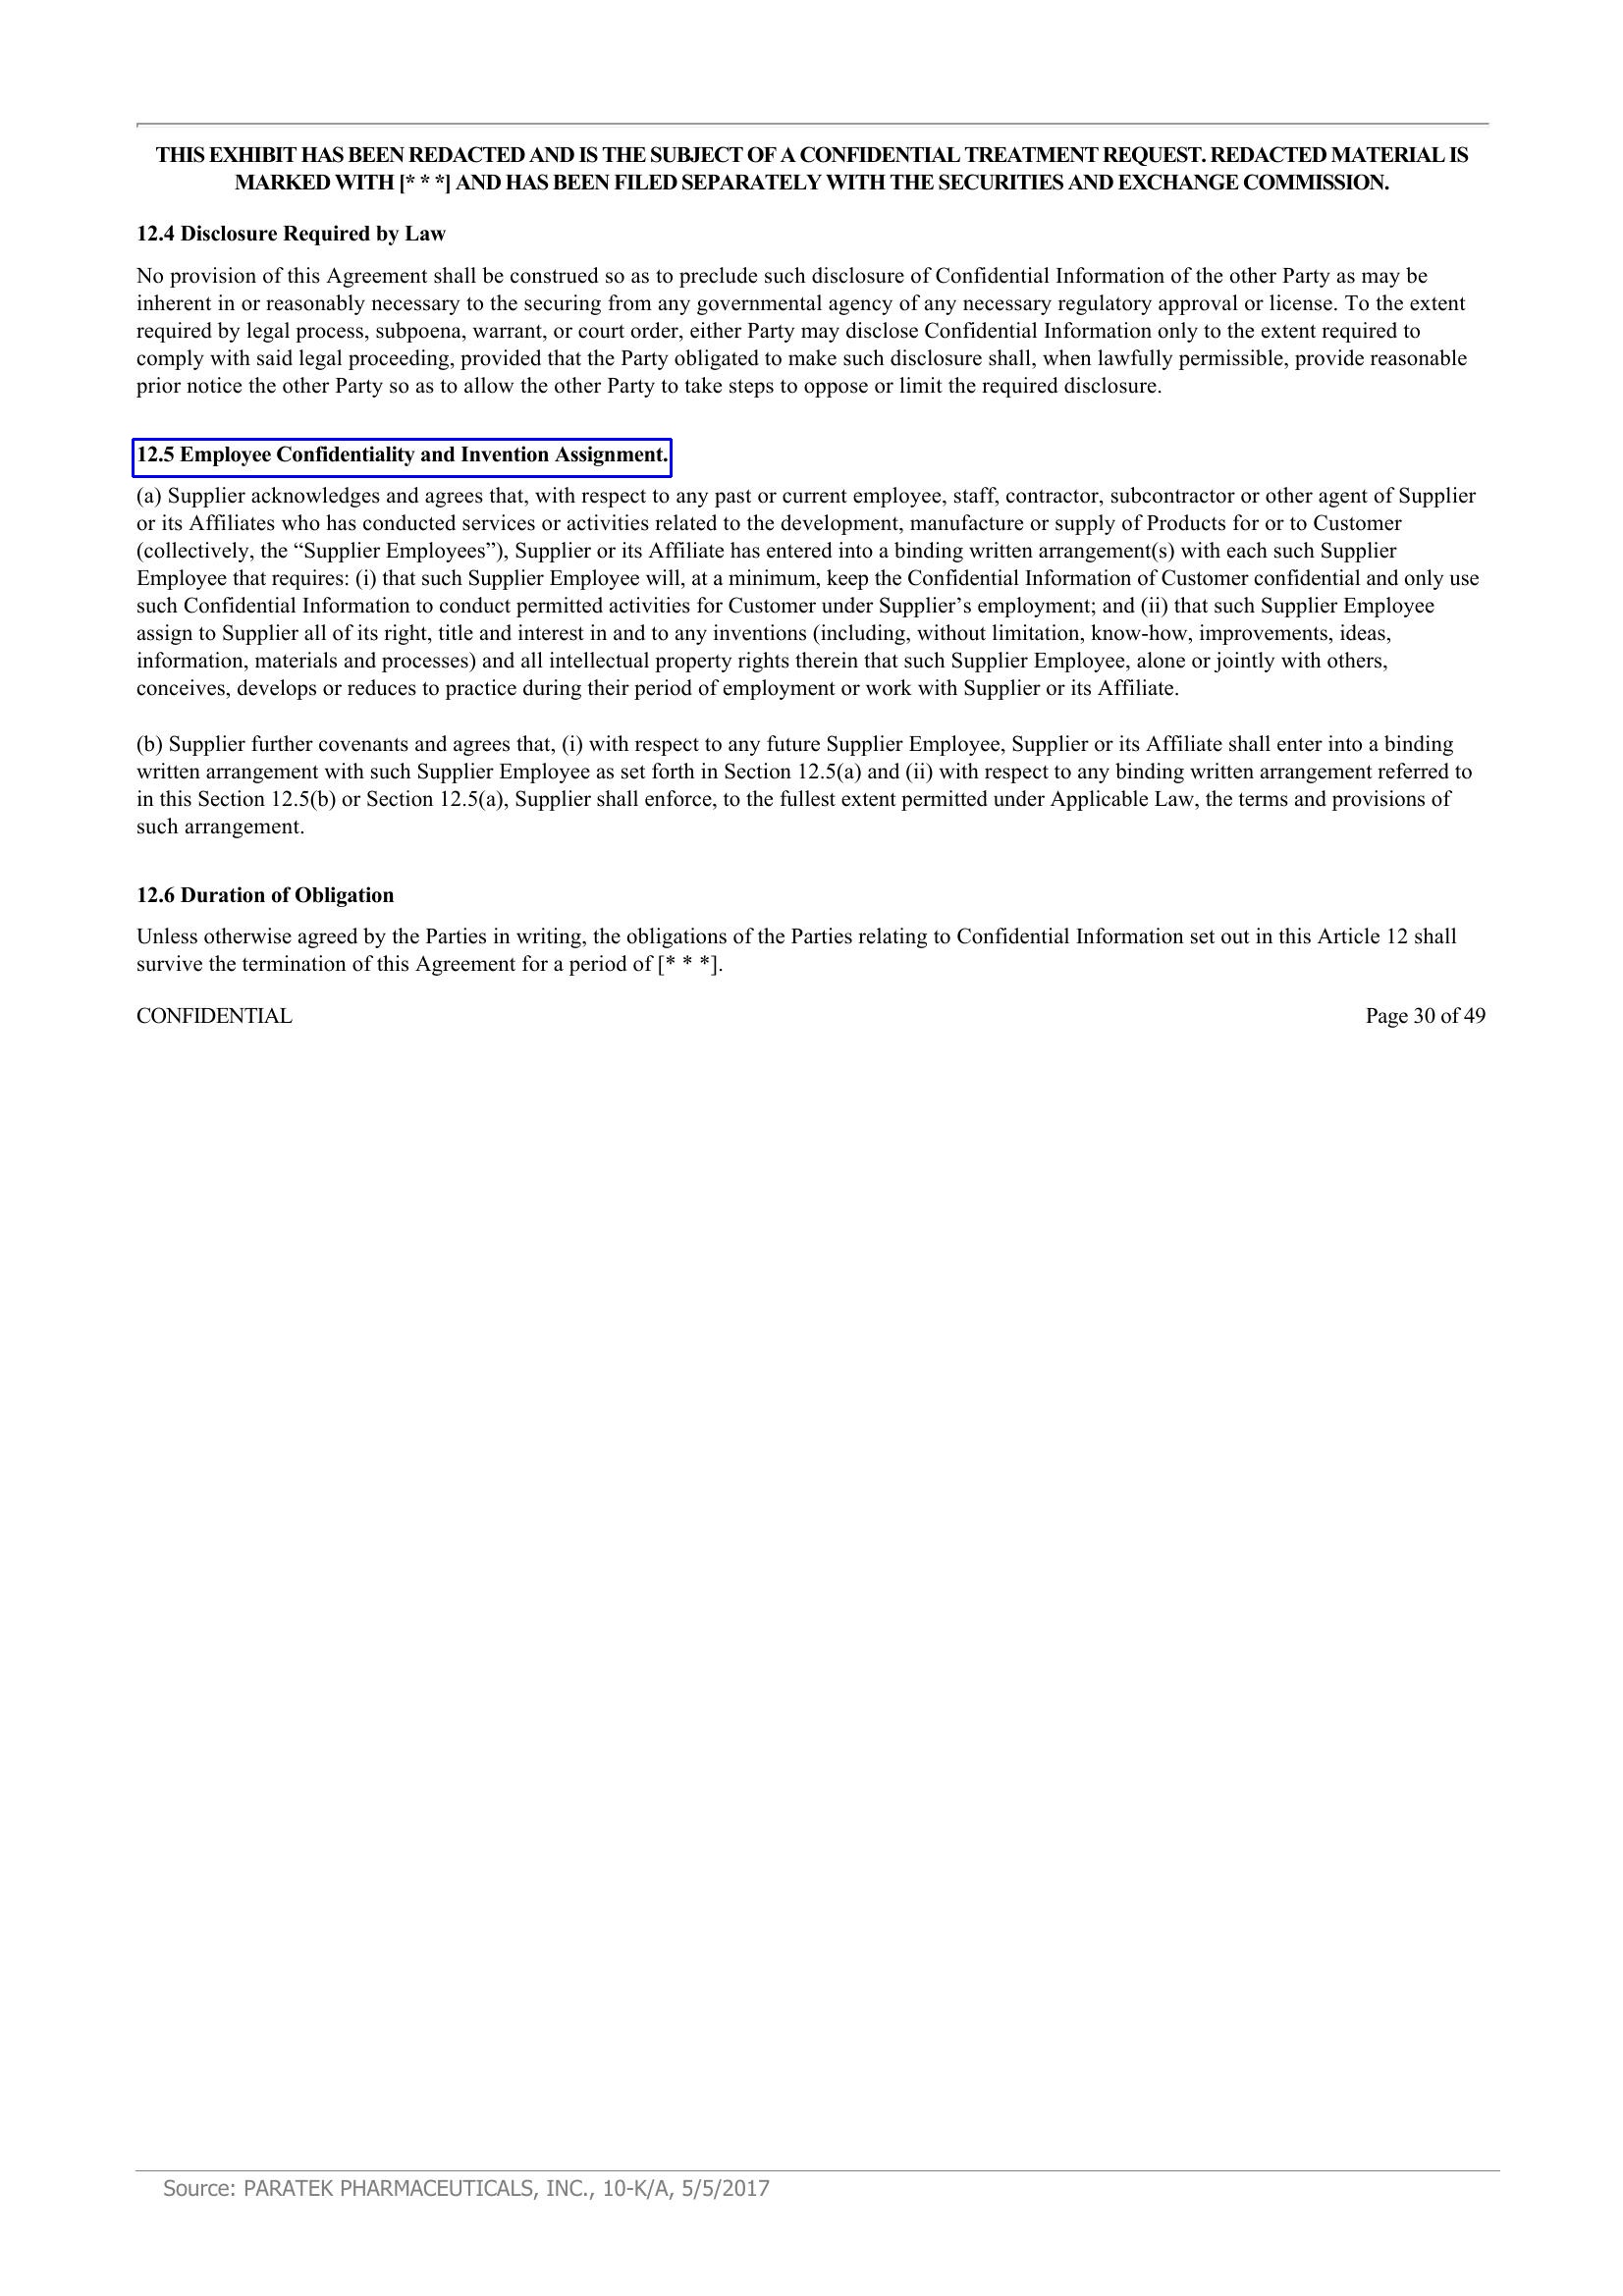 THIS EXHIBIT HAS BEEN REDACTED AND IS THE SUBJECT OF A CONFIDENTIAL TREATMENT REQUEST. REDACTED MATERIAL IS
MARKED WITH [* * *] AND HAS BEEN FILED SEPARATELY WITH THE SECURITIES AND EXCHANGE COMMISSION.
12.4 Disclosure Required by Law
No provision of this Agreement shall be construed so as to preclude such disclosure of Confidential Information of the other Party as may be
inherent in or reasonably necessary to the securing from any governmental agency of any necessary regulatory approval or license. To the extent
required by legal process, subpoena, warrant, or court order, either Party may disclose Confidential Information only to the extent required to
comply with said legal proceeding, provided that the Party obligated to make such disclosure shall, when lawfully permissible, provide reasonable
prior notice the other Party so as to allow the other Party to take steps to oppose or limit the required disclosure.
12.5 Employee Confidentiality and Invention Assignment.
(a) Supplier acknowledges and agrees that, with respect to any past or current employee, staff, contractor, subcontractor or other agent of Supplier
or its Affiliates who has conducted services or activities related to the development, manufacture or supply of Products for or to Customer
(collectively, the “Supplier Employees”), Supplier or its Affiliate has entered into a binding written arrangement(s) with each such Supplier
Employee that requires: (i) that such Supplier Employee will, at a minimum, keep the Confidential Information of Customer confidential and only use
such Confidential Information to conduct permitted activities for Customer under Supplier’s employment; and (ii) that such Supplier Employee
assign to Supplier all of its right, title and interest in and to any inventions (including, without limitation, know-how, improvements, ideas,
information, materials and processes) and all intellectual property rights therein that such Supplier Employee, alone or jointly with others,
conceives, develops or reduces to practice during their period of employment or work with Supplier or its Affiliate.
(b) Supplier further covenants and agrees that, (i) with respect to any future Supplier Employee, Supplier or its Affiliate shall enter into a binding
written arrangement with such Supplier Employee as set forth in Section 12.5(a) and (ii) with respect to any binding written arrangement referred to
in this Section 12.5(b) or Section 12.5(a), Supplier shall enforce, to the fullest extent permitted under Applicable Law, the terms and provisions of
such arrangement.
12.6 Duration of Obligation
Unless otherwise agreed by the Parties in writing, the obligations of the Parties relating to Confidential Information set out in this Article 12 shall
survive the termination of this Agreement for a period of [* * *].
CONFIDENTIAL Page 30 of 49
Source: PARATEK PHARMACEUTICALS, INC., 10-K/A, 5/5/2017